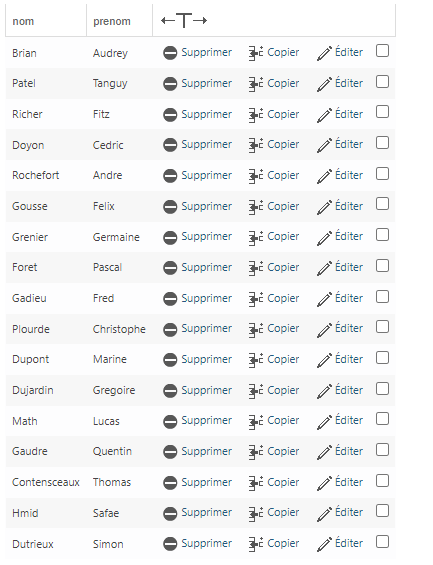 nom prenom
Brian Audrey Supprimer Copier Éditer
Patel Tanguy Supprimer Copier Éditer
Richer Fitz Supprimer Copier Éditer
Doyon Cedric Supprimer Copier Éditer
Rochefort Andre Supprimer Copier Éditer
Gousse Felix Supprimer Copier Éditer
Grenier Germaine Supprimer Copier Éditer
Foret Pascal Supprimer Copier Éditer
Gadieu Fred Supprimer Copier Éditer
Plourde Christophe Supprimer Copier Éditer
Dupont Marine Supprimer Copier Éditer
Dujardin Gregoire Supprimer Copier Éditer
Math Lucas Supprimer Copier Éditer
Gaudre Quentin Supprimer Copier Éditer
Contensceaux Thomas Supprimer Copier Éditer
Hmid Safae Supprimer Copier Éditer
Dutrieux Simon Supprimer Copier Éditer